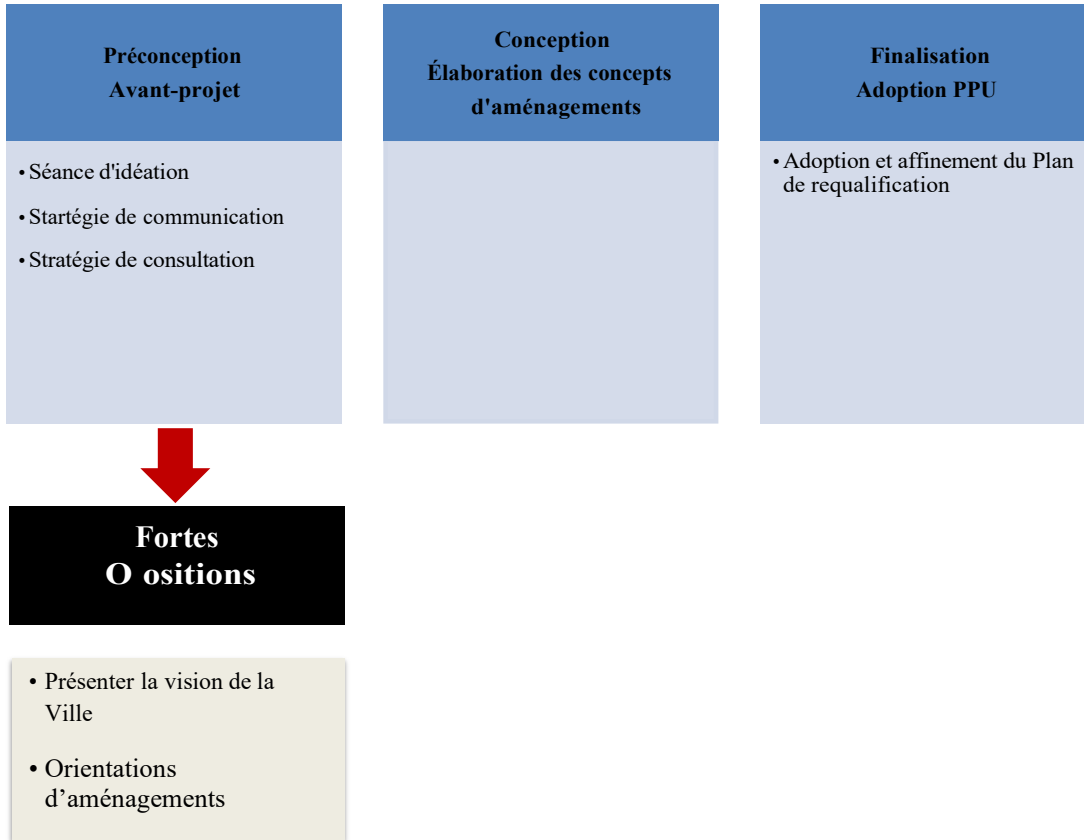 Préconception
Avant-projet
• Séance d'idéation
• Startégie de communication
• Stratégie de consultation
Conception
Élaboration des concepts
d'aménagements
Finalisation
Adoption PPU
• Adoption et affinement du Plan
de requalification
Fortes
O ositions
• Présenter la vision de la
Ville
• Orientations
d’aménagements